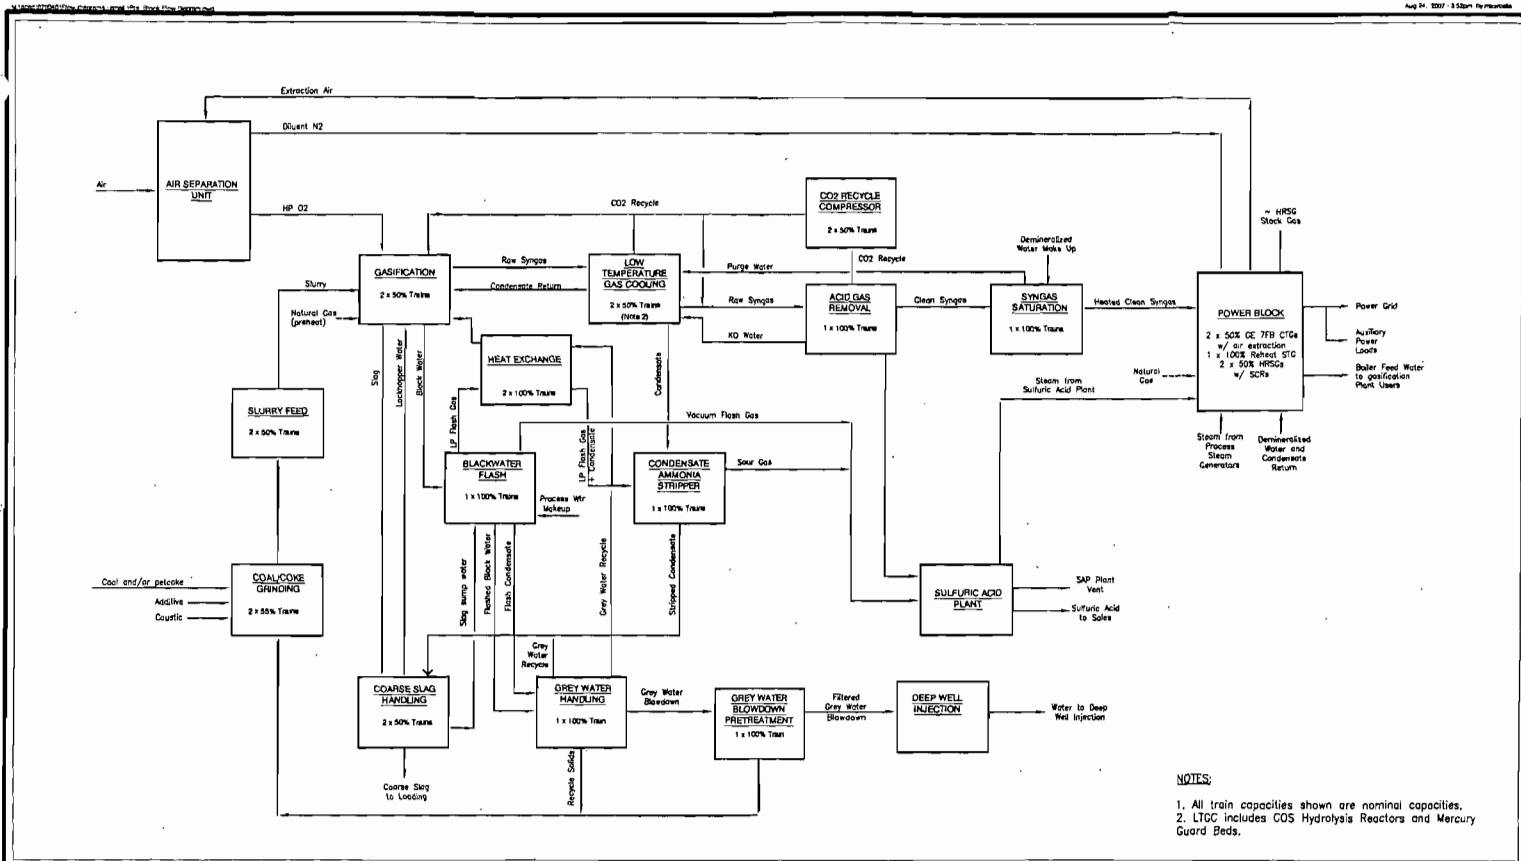 Aug 24, 2007 - 3:52pm
Extraction Air
Diluent N2
AIR SEPARATION
UNIT
Air
HP O2
CO2 Recycle
CO2 RECYCLE
COMPRESSOR
2 x 50% Trains
~ HRSG
Stack Gas
Demineralized
Water Make Up
CO2 Recycle
GASIFICATION
2 x 50% Trains
Raw Syngas
Condensate Return
LOW
TEMPERATURE
GAS COOLING
2 x 50% Trains
(Note 2)
Purge Water
Raw Syngas
KO Water
ACID GAS
REMOVAL
1 x 100% Trains
Clean Syngas
SYNGAS
SATURATION
1 x 100% Trains
Heated Clean Syngas
POWER BLOCK
2 x 50% GE 7FB CTGs
w/ air extraction
1 x 100% Reheat STG
2 x 50% HRSGs
w/ SCRs
Power Grid
Auxiliary
Power
Loads
Boiler Feed Water
to gasification
Plant Users
Slurry
Natural Gas
(preheat)
Slag
Lockhopper Water
Black Water
HEAT EXCHANGE
2 x 100% Trains
Condensate
Natural
Gas
Steam from
Sulfuric Acid Plant
Steam from
Process
Steam
Generators
Demineralized
Water and
Condensate
Return
SLURRY FEED
2 x 50% Trains
LP Flash Gas
LP Flash Gas
+ Condensate
Vacuum Flash Gas
BLACKWATER
FLASH
1 x 100% Trains
Process Wtr
Makeup
CONDENSATE
AMMONIA
STRIPPER
1 x 100% Trains
Sour Gas
Slag sump water
Flashed Black Water
Flash Condensate
Grey Water Recycle
Stripped Condensate
Coal and/or petcoke
Additive
Caustic
COAL/COKE
GRINDING
2 x 55% Trains
SULFURIC ACID
PLANT
SAP Plant
Vent
Sulfuric Acid
to Sales
Grey
Water
Recycle
COARSE SLAG
HANDLING
2 x 50% Trains
GREY WATER
HANDLING
1 x 100% Train
Grey Water
Blowdown
GREY WATER
BLOWDOWN
PRETREATMENT
1 x 100% Train
Filtered
Grey Water
Blowdown
DEEP WELL
INJECTION
Water to Deep
Well Injection
Coarse Slag
to Loading
Recycle Solids
NOTES:
1. All train capacities shown are nominal capacities.
2. LTGC includes COS Hydrolysis Reactors and Mercury
Guard Beds.